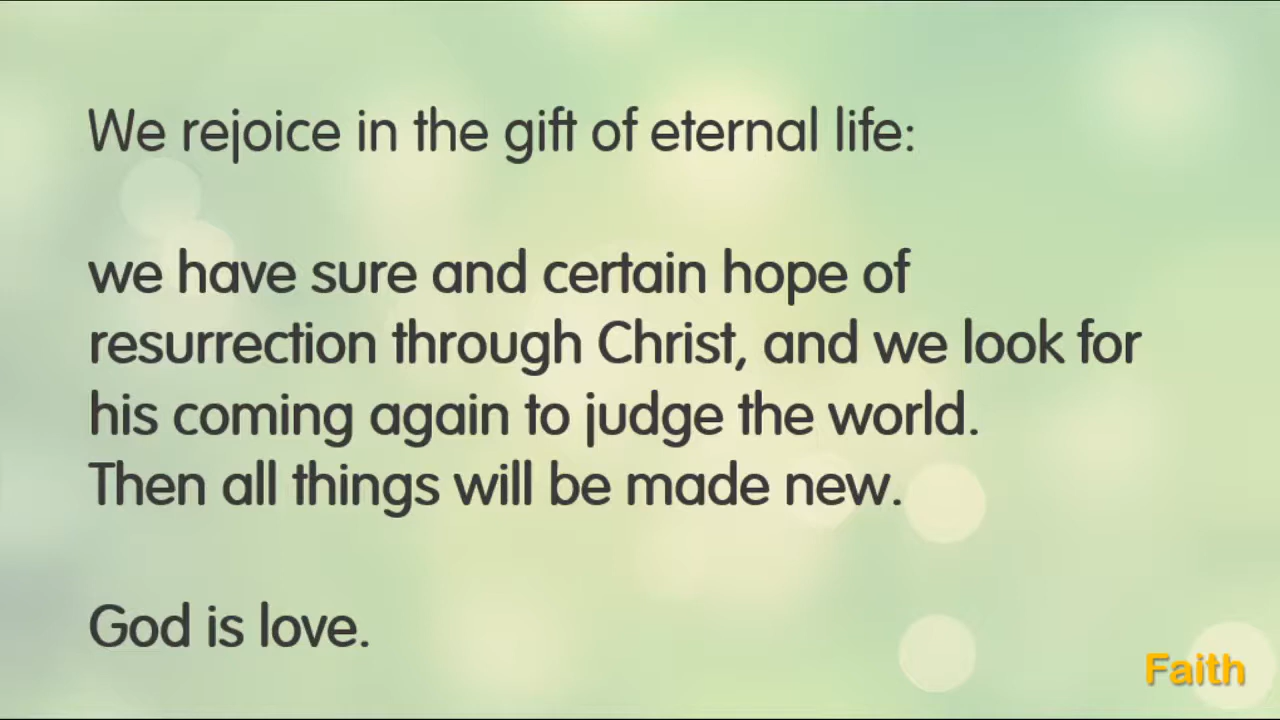 We rejoice in the gift of eternal life:
we have sure and certain hope of
resurrection through Christ, and we look for
his coming again to judge the world.
Then all things will be made new.
God is love.
Faith